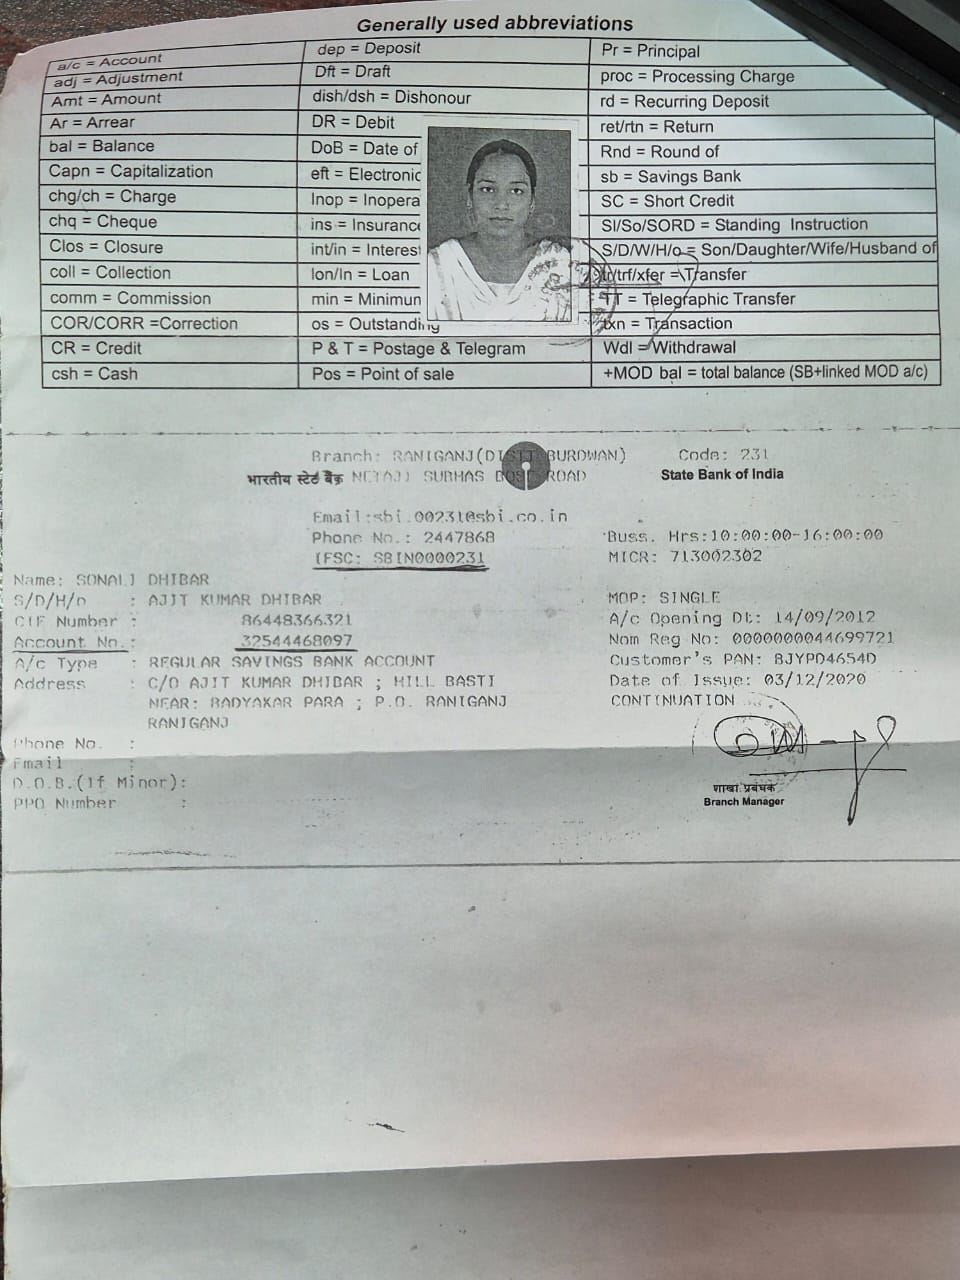 Generally used abbreviations
a/c = Account
dep = Deposit
Pr = Principal
adj = Adjustment
Dft = Draft
proc = Processing Charge
Amt = Amount
dish/dsh = Dishonour
rd = Recurring Deposit
Ar = Arrear
DR = Debit
ret/rtn = Return
bal = Balance
DoB = Date of
Rnd = Round of
Capn = Capitalization
eft = Electronic
sb = Savings Bank
chg/ch = Charge
Inop = Inopera
SC = Short Credit
chq = Cheque
ins = Insurance
SI/So/SORD = Standing Instruction
Clos = Closure
int/in = Interest
S/D/W/H/o = Son/Daughter/Wife/Husband of
coll = Collection
lon/ln = Loan
tr/trf/xfer = Transfer
comm = Commission
min = Minimum
TT = Telegraphic Transfer
COR/CORR =Correction
os = Outstanding
txn = Transaction
CR = Credit
P & T = Postage & Telegram
Wdl = Withdrawal
csh = Cash
Pos = Point of sale
+MOD bal = total balance (SB+linked MOD a/c)
Branch: RANIGANJ(DISTT BURDWAN)
Code: 231
भारतीय स्टेट बैंक NETAJI SUBHAS BOSE ROAD
State Bank of India
Email:sbi.00231@sbi.co.in
Phone No.: 2447868
Buss. Hrs:10:00:00-16:00:00
IFSC: SBIN0000231
MICR: 713002302
Name: SONALI DHIBAR
S/D/H/o : AJIT KUMAR DHIBAR
MOP: SINGLE
CIF Number : 86448366321
A/c Opening Dt: 14/09/2012
Account No.: 32544468097
Nom Reg No: 0000000044699721
A/c Type : REGULAR SAVINGS BANK ACCOUNT
Customer's PAN: BJYPD4654D
Address : C/O AJIT KUMAR DHIBAR ; HILL BASTI
Date of Issue: 03/12/2020
NEAR: BADYAKAR PARA ; P.O. RANIGANJ
CONTINUATION
RANIGANJ
Phone No. :
Email :
D.O.B.(If Minor):
PPO Number :
शाखा प्रबंधक
Branch Manager